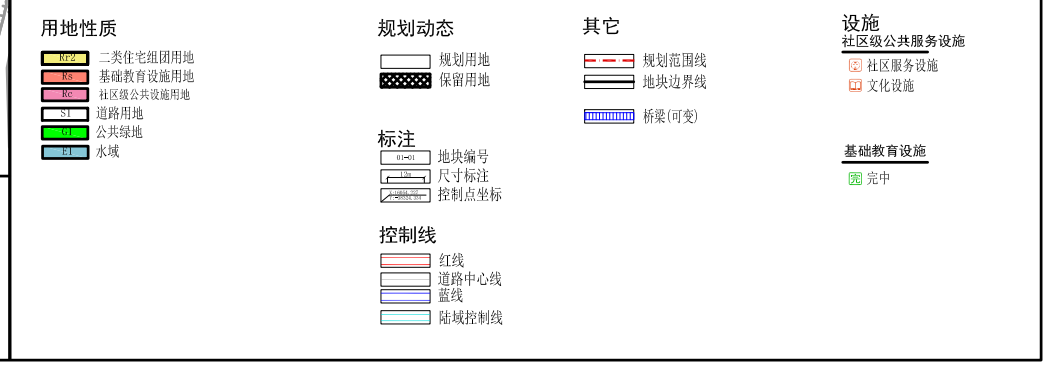 用地性质
Rr2 二类住宅组团用地
Rs 基础教育设施用地
Rc 社区级公共设施用地
S1 道路用地
G1 公共绿地
E1 水域
规划动态
规划用地
保留用地
标注
01-01 地块编号
12m 尺寸标注
控制点坐标
控制线
红线
道路中心线
蓝线
陆域控制线
其它
规划范围线
地块边界线
桥梁(可变)
设施
社区级公共服务设施
社区服务设施
文化设施
基础教育设施
完 完中